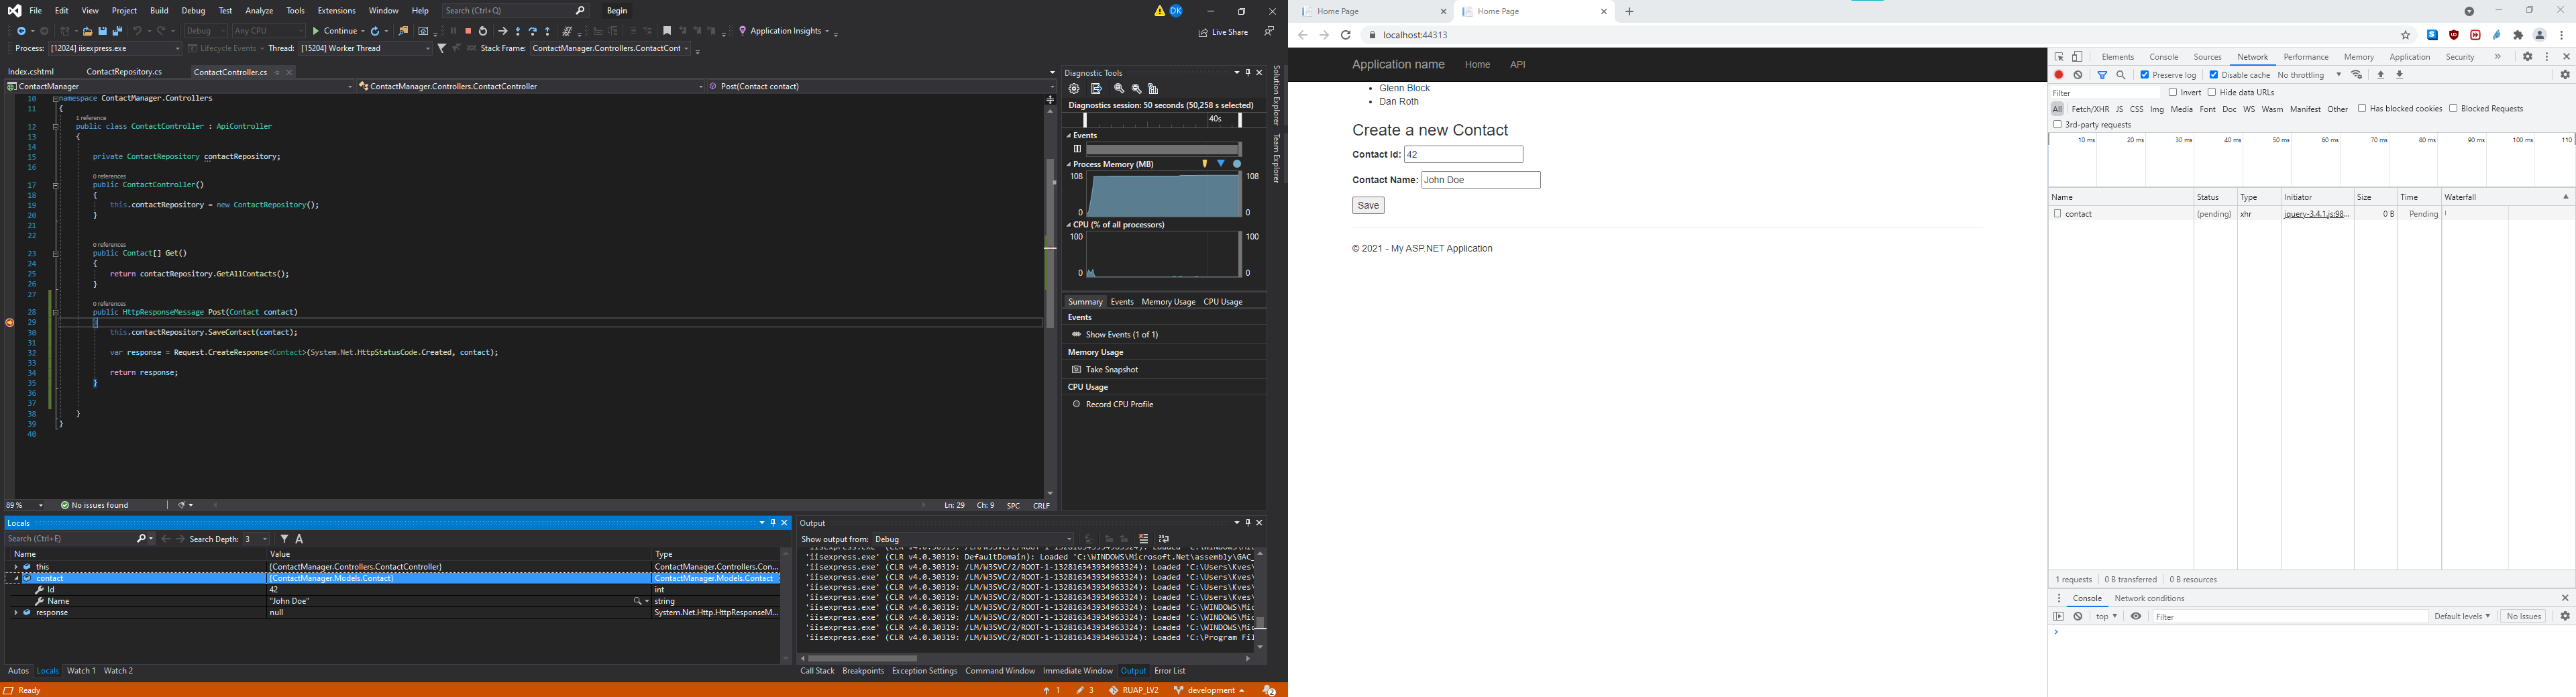 File Edit View Project Build Debug Test Analyze Tools Extensions Window Help Search (Ctrl+Q) Begin DK
Debug Any CPU Continue Application Insights Live Share
Process: [12024] iisexpress.exe Lifecycle Events Thread: [15204] Worker Thread Stack Frame: ContactManager.Controllers.ContactCont
Index.cshtml ContactRepository.cs ContactController.cs
ContactManager ContactManager.Controllers.ContactController Post(Contact contact)
10 namespace ContactManager.Controllers
11 {
1 reference
12 public class ContactController : ApiController
13 {
14
15 private ContactRepository contactRepository;
16
0 references
17 public ContactController()
18 {
19 this.contactRepository = new ContactRepository();
20 }
21
22
0 references
23 public Contact[] Get()
24 {
25 return contactRepository.GetAllContacts();
26 }
27
0 references
28 public HttpResponseMessage Post(Contact contact)
29 {
30 this.contactRepository.SaveContact(contact);
31
32 var response = Request.CreateResponse<Contact>(System.Net.HttpStatusCode.Created, contact);
33
34 return response;
35 }
36
37
38 }
39 }
40
89 % No issues found Ln: 29 Ch: 9 SPC CRLF
Diagnostic Tools
Diagnostics session: 50 seconds (50,258 s selected)
40s
Events
Process Memory (MB)
108 108
0 0
CPU (% of all processors)
100 100
0 0
Summary Events Memory Usage CPU Usage
Events
Show Events (1 of 1)
Memory Usage
Take Snapshot
CPU Usage
Record CPU Profile
Solution Explorer
Team Explorer
Locals
Search (Ctrl+E) Search Depth: 3
Name Value Type
this {ContactManager.Controllers.ContactController} ContactManager.Controllers.Con...
contact {ContactManager.Models.Contact} ContactManager.Models.Contact
Id 42 int
Name "John Doe" string
response null System.Net.Http.HttpResponseM...
Autos Locals Watch 1 Watch 2
Output
Show output from: Debug
'iisexpress.exe' (CLR v4.0.30319: DefaultDomain): Loaded 'C:\WINDOWS\Microsoft.Net\assembly\GAC_
'iisexpress.exe' (CLR v4.0.30319: /LM/W3SVC/2/ROOT-1-132816343934963324): Loaded 'C:\WINDOWS\Mic
'iisexpress.exe' (CLR v4.0.30319: /LM/W3SVC/2/ROOT-1-132816343934963324): Loaded 'C:\Users\Kves\
'iisexpress.exe' (CLR v4.0.30319: /LM/W3SVC/2/ROOT-1-132816343934963324): Loaded 'C:\Users\Kves\
'iisexpress.exe' (CLR v4.0.30319: /LM/W3SVC/2/ROOT-1-132816343934963324): Loaded 'C:\Users\Kves\
'iisexpress.exe' (CLR v4.0.30319: /LM/W3SVC/2/ROOT-1-132816343934963324): Loaded 'C:\WINDOWS\Mic
'iisexpress.exe' (CLR v4.0.30319: /LM/W3SVC/2/ROOT-1-132816343934963324): Loaded 'C:\WINDOWS\Mic
'iisexpress.exe' (CLR v4.0.30319: /LM/W3SVC/2/ROOT-1-132816343934963324): Loaded 'C:\WINDOWS\Mic
'iisexpress.exe' (CLR v4.0.30319: /LM/W3SVC/2/ROOT-1-132816343934963324): Loaded 'C:\Program Fil
Call Stack Breakpoints Exception Settings Command Window Immediate Window Output Error List
Ready 1 3 RUAP_LV2 development 2
Home Page Home Page
localhost:44313
Application name Home API
Glenn Block
Dan Roth
Create a new Contact
Contact Id: 42
Contact Name: John Doe
Save
© 2021 - My ASP.NET Application
Elements Console Sources Network Performance Memory Application Security
Preserve log Disable cache No throttling
Filter Invert Hide data URLs
All Fetch/XHR JS CSS Img Media Font Doc WS Wasm Manifest Other Has blocked cookies Blocked Requests
3rd-party requests
10 ms 20 ms 30 ms 40 ms 50 ms 60 ms 70 ms 80 ms 90 ms 100 ms 110
Name Status Type Initiator Size Time Waterfall
contact (pending) xhr jquery-3.4.1.js:98... 0 B Pending
1 requests 0 B transferred 0 B resources
Console Network conditions
top Filter Default levels No Issues